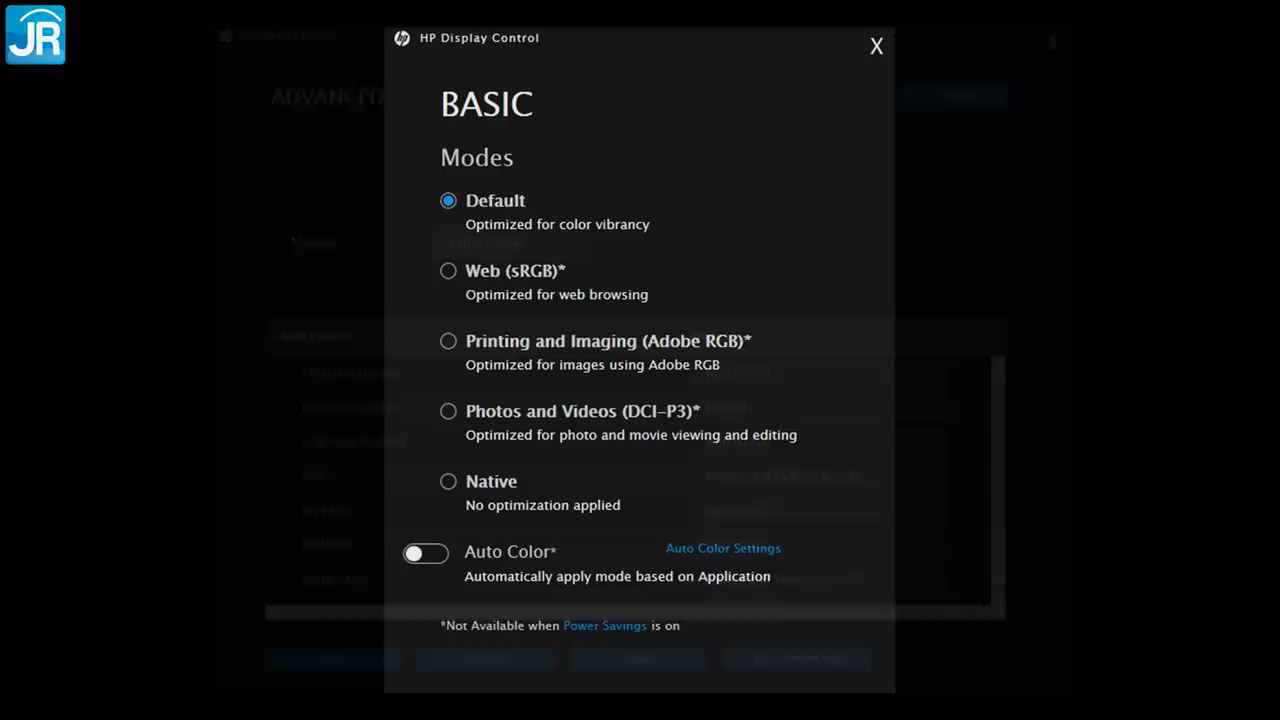 JR
HP Display Control
X
BASIC
Modes
Default
Optimized for color vibrancy
Web (sRGB)*
Optimized for web browsing
Printing and Imaging (Adobe RGB)*
Optimized for images using Adobe RGB
Photos and Videos (DCI-P3)*
Optimized for photo and movie viewing and editing
Native
No optimization applied
Auto Color*
Auto Color Settings
Automatically apply mode based on Application
*Not Available when Power Savings is on